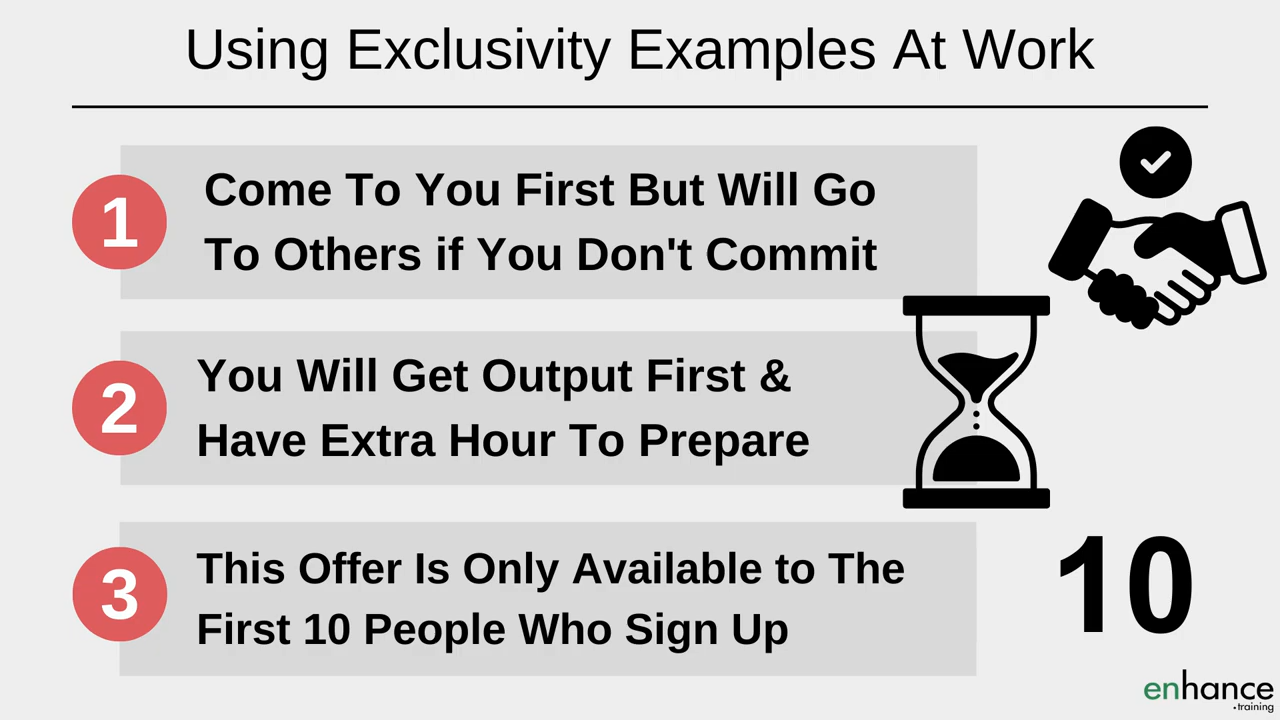 Using Exclusivity Examples At Work
1
Come To You First But Will Go
To Others if You Don't Commit
2
You Will Get Output First &
Have Extra Hour To Prepare
3
This Offer Is Only Available to The
First 10 People Who Sign Up
10
enhance
•training